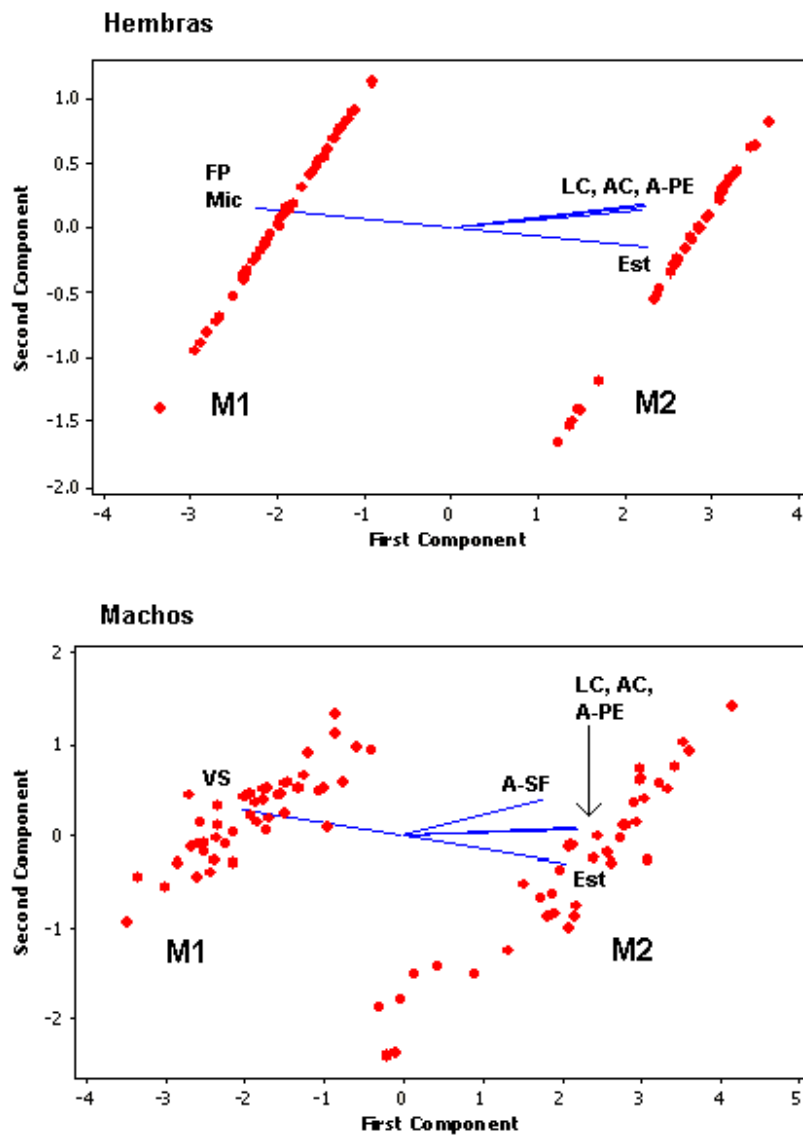 Hembras
1.0
0.5
0.0
-0.5
-1.0
-1.5
-2.0
Second Component
FP
Mic
LC, AC, A-PE
Est
M1
M2
-4 -3 -2 -1 0 1 2 3 4
First Component
Machos
2
1
0
-1
-2
Second Component
LC, AC,
A-PE
VS
A-SF
Est
M1
M2
-4 -3 -2 -1 0 1 2 3 4 5
First Component